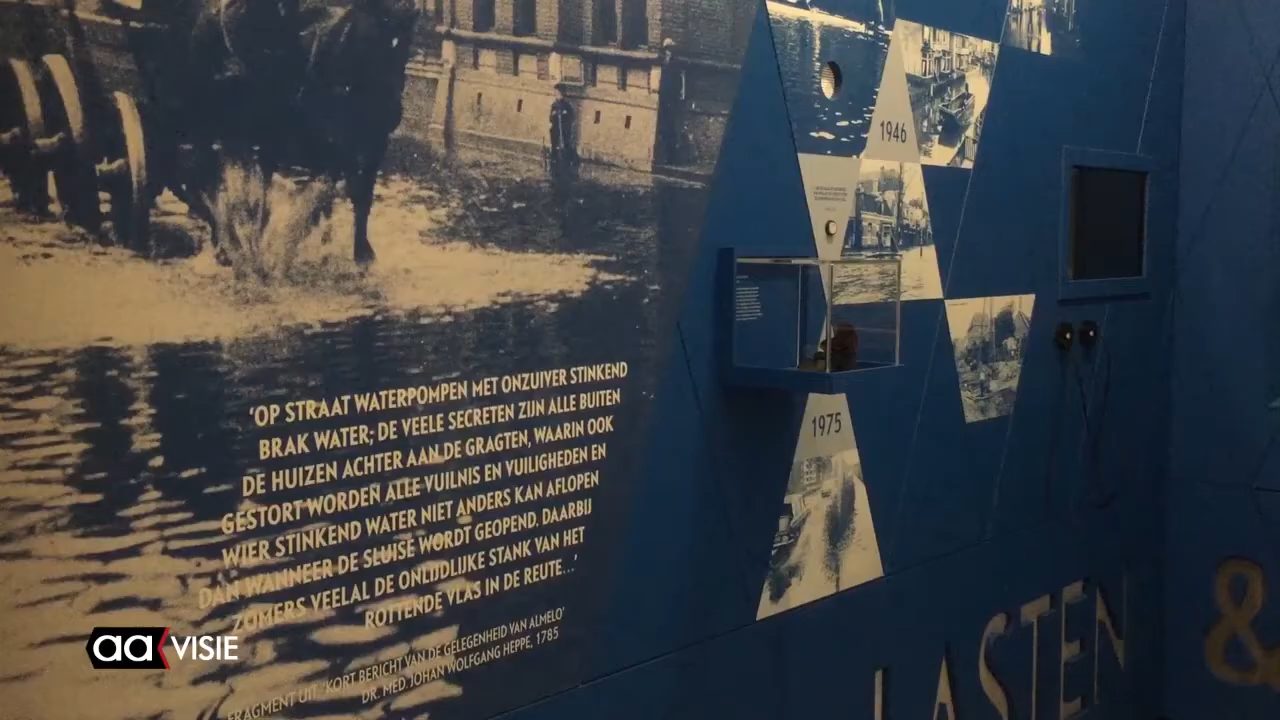 ‘OP STRAAT WATERPOMPEN MET ONZUIVER STINKEND
BRAK WATER; DE VEELE SECRETEN ZIJN ALLE BUITEN
DE HUIZEN ACHTER AAN DE GRAGTEN, WAARIN OOK
GESTORT WORDEN ALLE VUILNIS EN VUILIGHEDEN EN
WIER STINKEND WATER NIET ANDERS KAN AFLOPEN
DAN WANNEER DE SLUISE WORDT GEOPEND. DAARBIJ
ZOMERS VEELAL DE ONLIJDLIJKE STANK VAN HET
ROTTENDE VLAS IN DE REUTE...’
FRAGMENT UIT ‘KORT BERICHT VAN DE GELEGENHEID VAN ALMELO’
DR. MED. JOHAN WOLFGANG HEPPE, 1785
1946
1975
LASTEN
&
aa VISIE